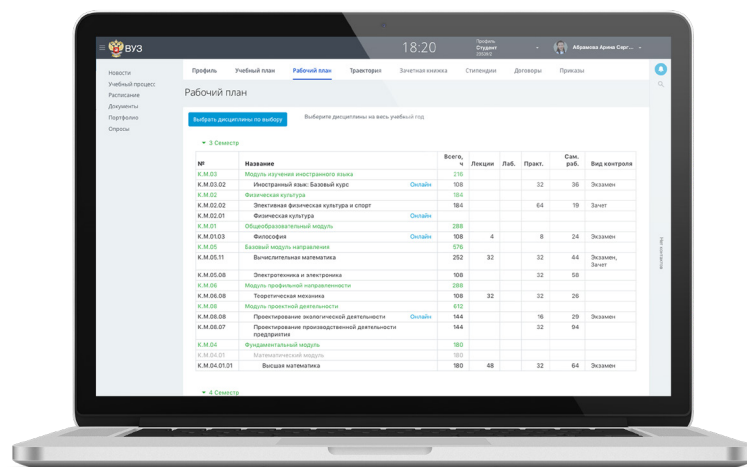 ВУЗ
18:20
Профиль
Студент
Абрамова Арина Серг...
Новости
Учебный процесс
Расписание
Документы
Портфолио
Опросы
Профиль Учебный план Рабочий план Траектория Зачетная книжка Стипендии Договоры Приказы
Рабочий план
Выбрать дисциплины по выбору Выберите дисциплины на весь учебный год
3 Семестр
№ Название Всего, ч Лекции Лаб. Практ. Сам. раб. Вид контроля
К.М.03 Модуль изучения иностранного языка 216
К.М.03.02 Иностранный язык: Базовый курс Онлайн 108 32 36 Экзамен
К.М.02 Физическая культура 184
К.М.02.02 Элективная физическая культура и спорт 184 64 19 Зачет
К.М.02.01 Физическая культура Онлайн
К.М.01 Общеобразовательный модуль 288
К.М.01.03 Философия Онлайн 108 4 8 24 Экзамен
К.М.05 Базовый модуль направления 576
К.М.05.11 Вычислительная математика 252 32 32 44 Экзамен, Зачет
К.М.05.08 Электротехника и электроника 108 32 58
К.М.06 Модуль профильной направленности 288
К.М.06.08 Теоретическая механика 108 32 32 26
К.М.08 Модуль проектной деятельности 612
К.М.08.08 Проектирование экологической деятельности Онлайн 144 16 29 Экзамен
К.М.08.07 Проектирование производственной деятельности предприятия 144 32 94
К.М.04 Фундаментальный модуль 180
К.М.04.01 Математический модуль 180
К.М.04.01.01 Высшая математика 180 48 32 64 Экзамен
4 Семестр
Нет контактов